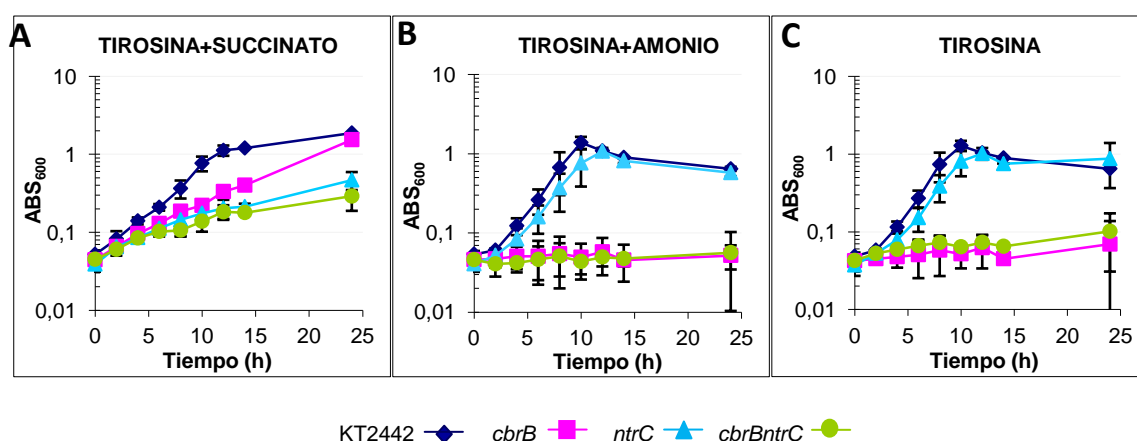 A
TIROSINA+SUCCINATO
ABS600
10
1
0,1
0,01
0 5 10 15 20 25
Tiempo (h)
B
TIROSINA+AMONIO
ABS600
10
1
0,1
0,01
0 5 10 15 20 25
Tiempo (h)
C
TIROSINA
ABS600
10
1
0,1
0,01
0 5 10 15 20 25
Tiempo (h)
KT2442 cbrB ntrC cbrBntrC